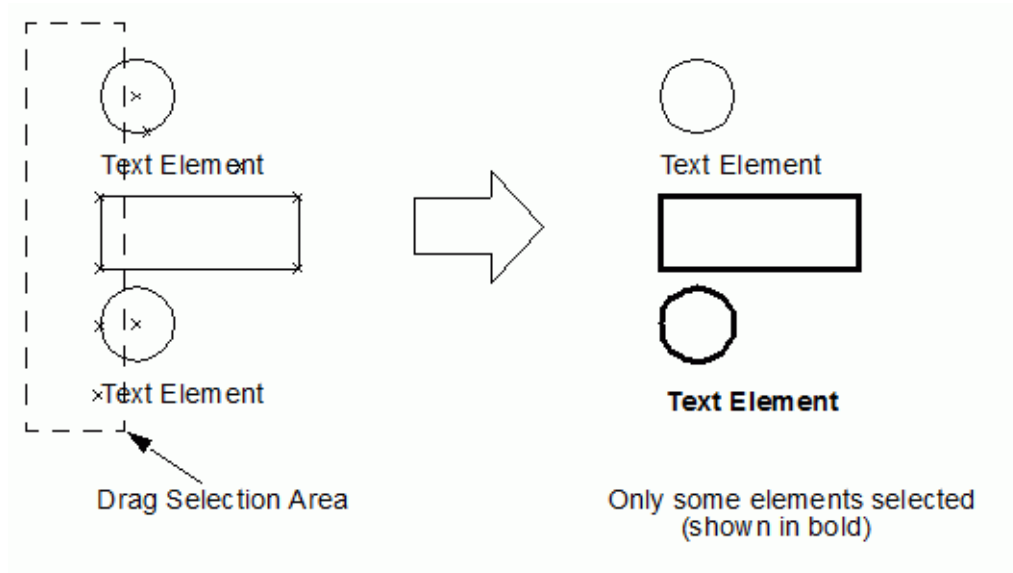 Text Element
Text Element
Text Element
Text Element
Drag Selection Area
Only some elements selected
(shown in bold)